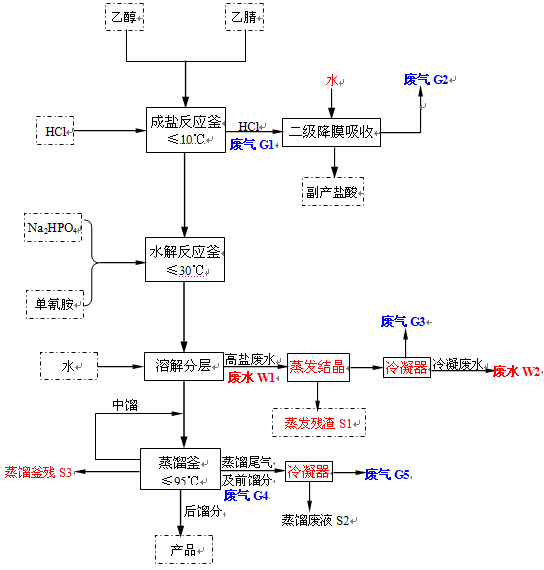 乙醇
乙腈
水
废气 G2
HCl
成盐反应釜
≤10℃
HCl
废气 G1
二级降膜吸收
副产盐酸
Na₂HPO₄
水解反应釜
≤30℃
单氰胺
废气 G3
水
溶解分层
高盐废水
废水 W1
蒸发结晶
冷凝器
冷凝废水
废水 W2
中馏
蒸发残渣 S1
蒸馏釜残 S3
蒸馏釜
≤95℃
蒸馏尾气
及前馏分
废气 G4
冷凝器
废气 G5
后馏分
蒸馏废液 S2
产品